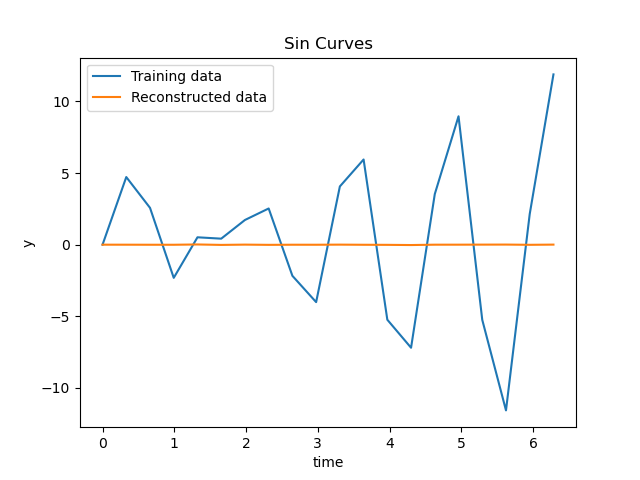 Sin Curves
Training data
Reconstructed data
10
5
0
−5
−10
y
0 1 2 3 4 5 6
time